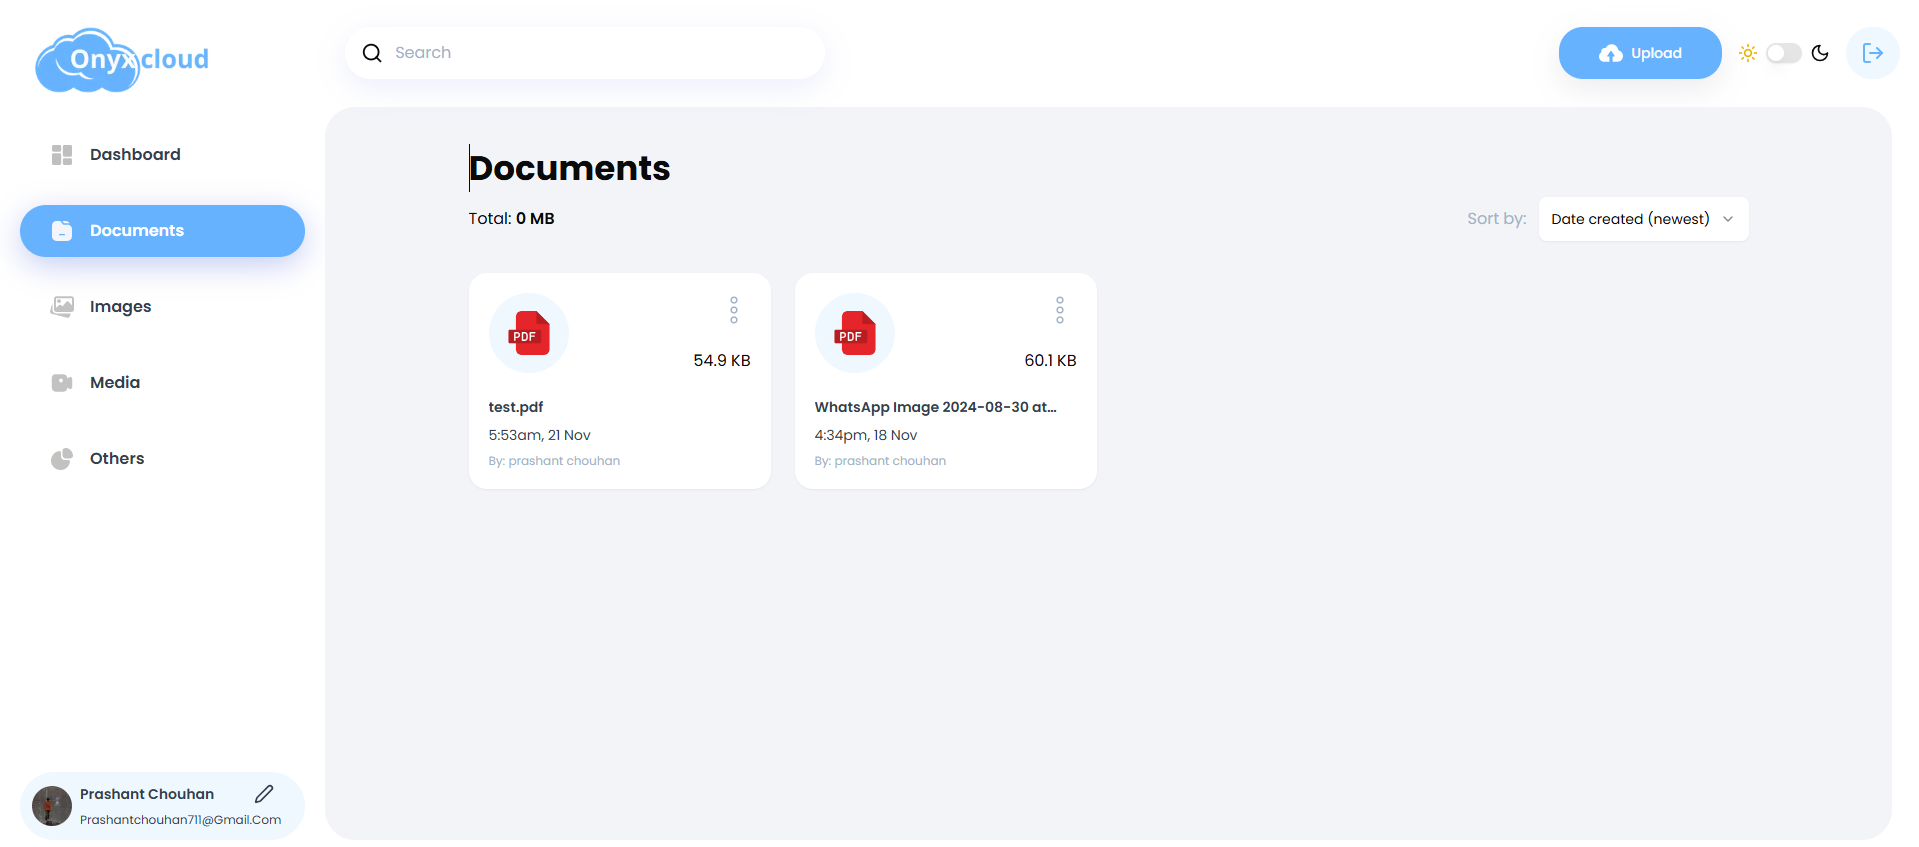 Onyxcloud
Search
Upload
Dashboard
Documents
Images
Media
Others
Documents
Total: 0 MB
Sort by:
Date created (newest)
PDF
54.9 KB
test.pdf
5:53am, 21 Nov
By: prashant chouhan
PDF
60.1 KB
WhatsApp Image 2024-08-30 at...
4:34pm, 18 Nov
By: prashant chouhan
Prashant Chouhan
Prashantchouhan711@Gmail.Com